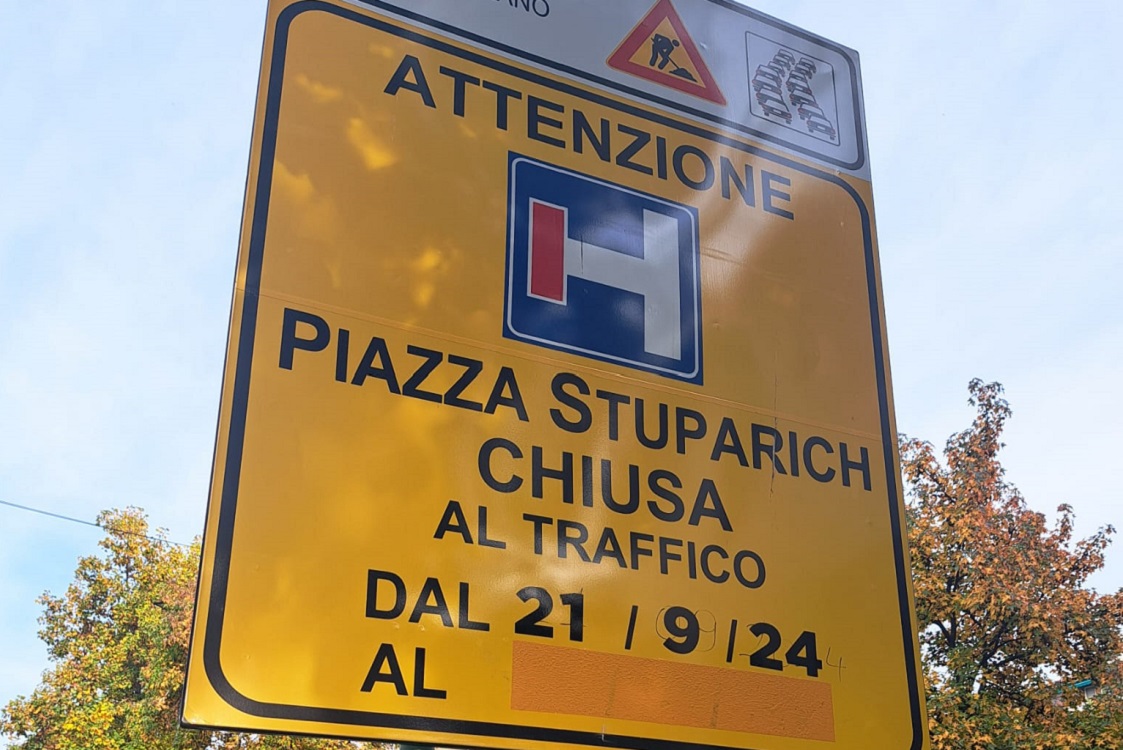 ATTENZIONE
PIAZZA STUPARICH
CHIUSA
AL TRAFFICO
DAL 21 / 9 / 24
AL